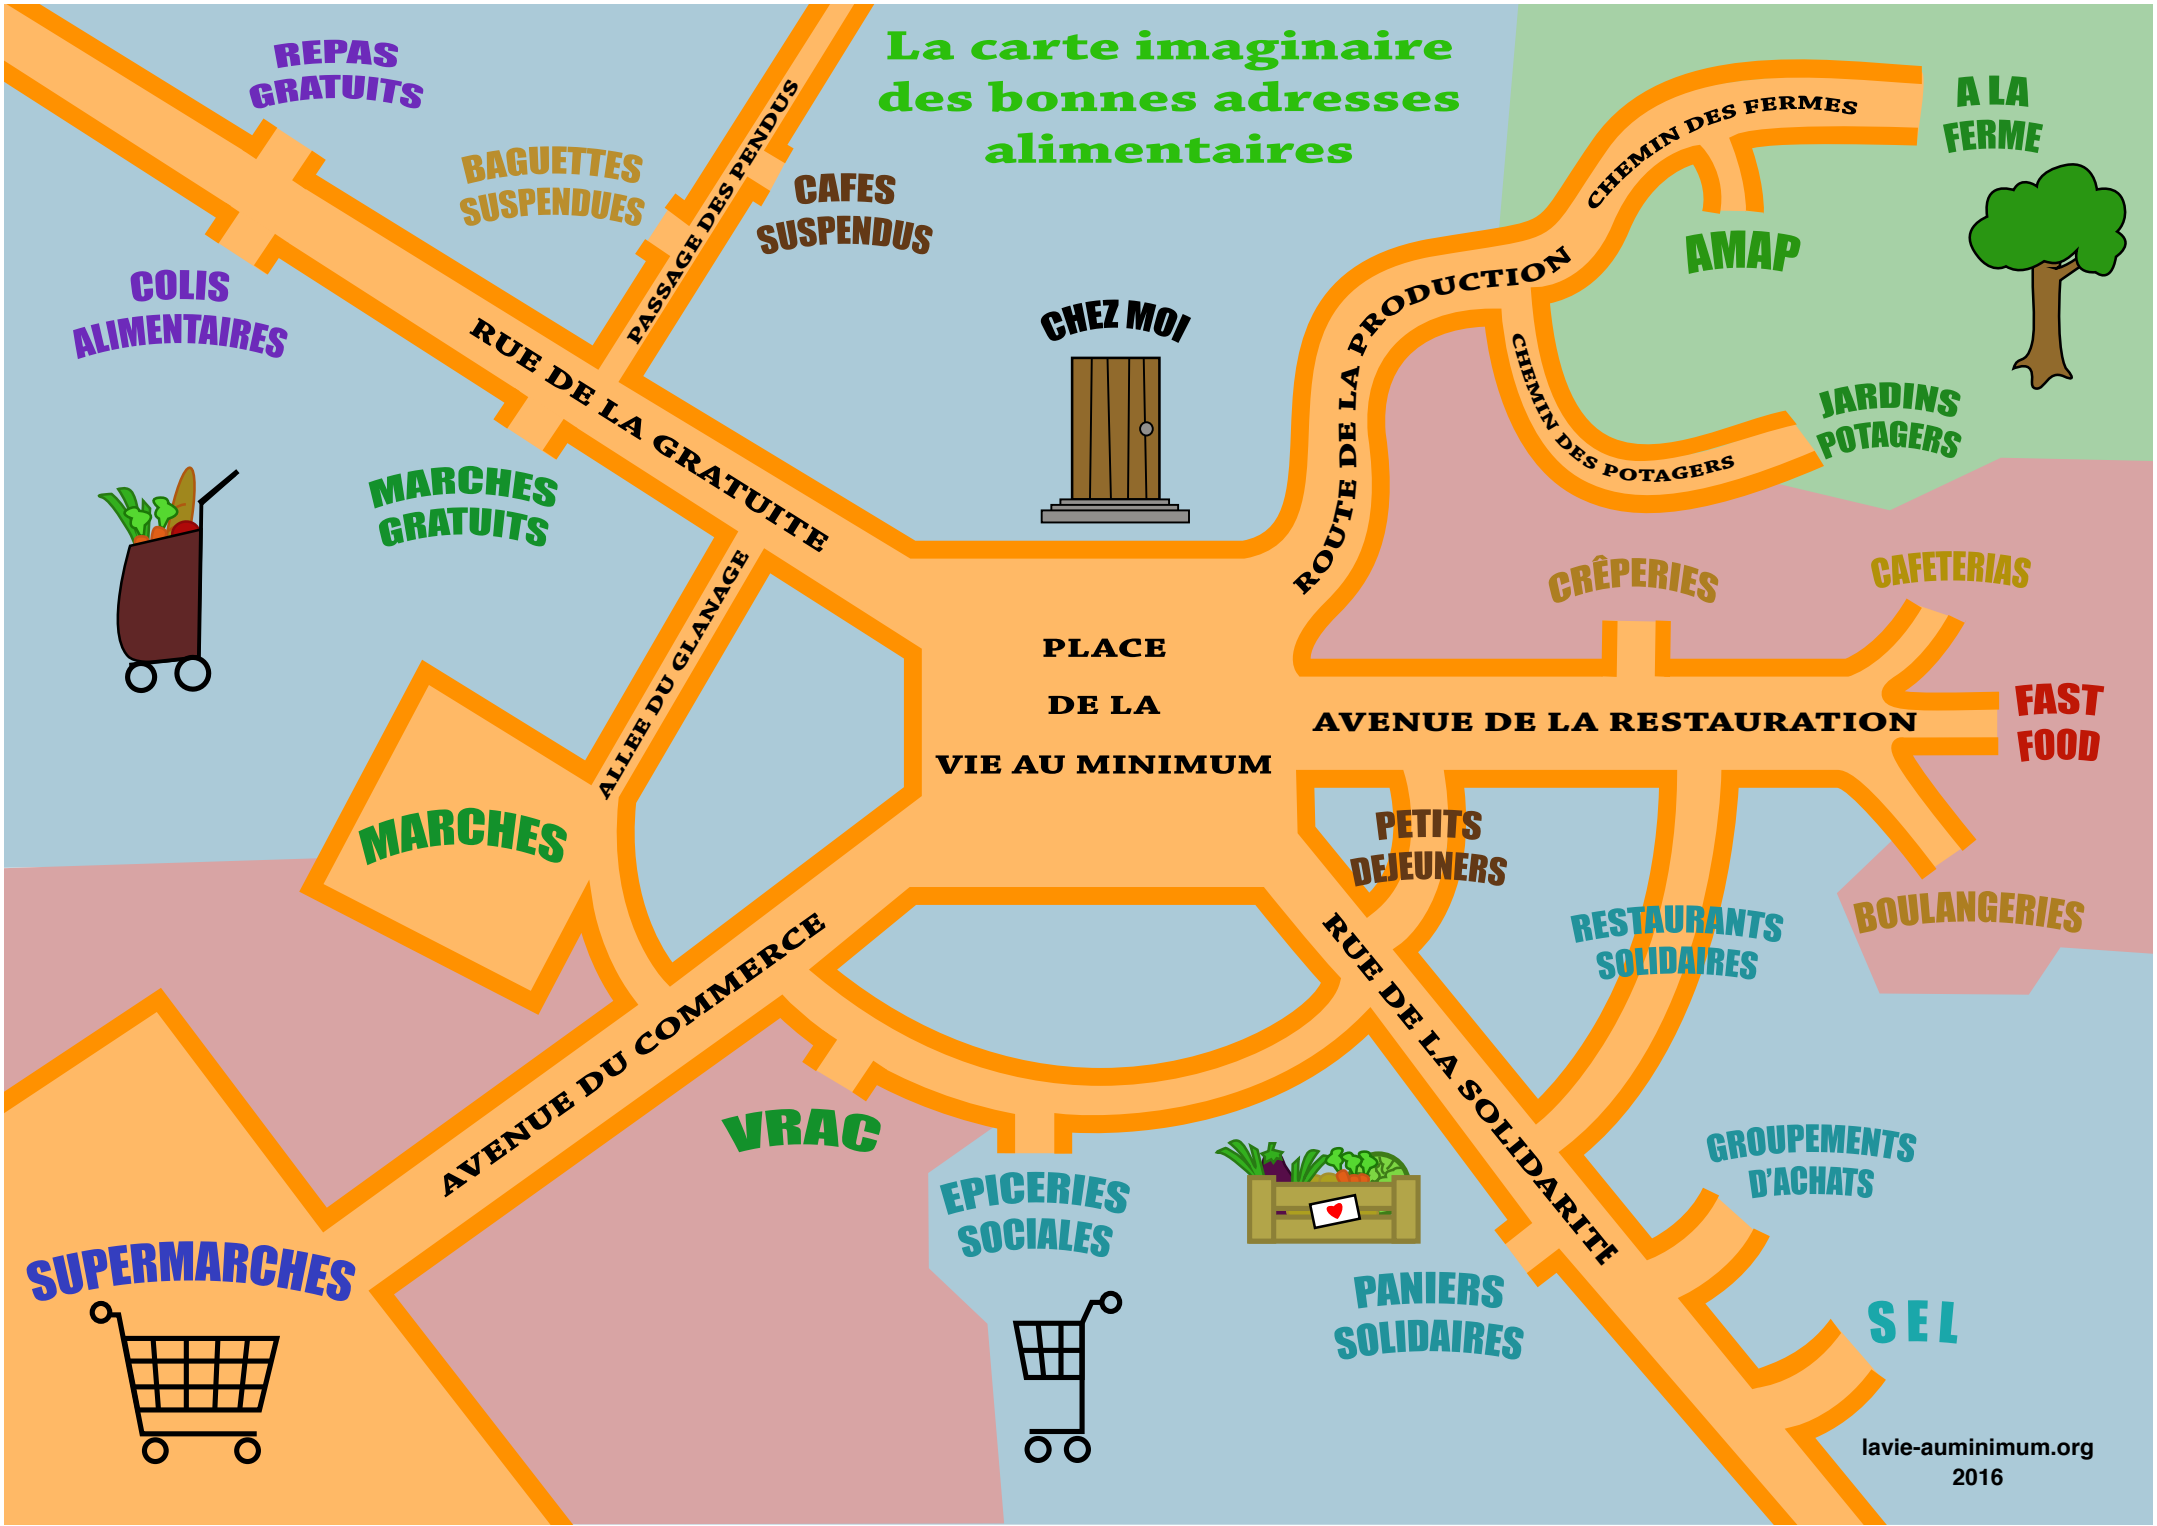 La carte imaginaire
des bonnes adresses
alimentaires
REPAS
GRATUITS
BAGUETTES
SUSPENDUES
PASSAGE DES PENDUS
CAFES
SUSPENDUS
CHEMIN DES FERMES
A LA
FERME
AMAP
COLIS
ALIMENTAIRES
RUE DE LA GRATUITE
CHEZ MOI
ROUTE DE LA PRODUCTION
CHEMIN DES POTAGERS
JARDINS
POTAGERS
MARCHES
GRATUITS
ALLEE DU GLANAGE
CRÊPERIES
CAFETERIAS
PLACE
DE LA
VIE AU MINIMUM
AVENUE DE LA RESTAURATION
FAST
FOOD
MARCHES
PETITS
DEJEUNERS
RESTAURANTS
SOLIDAIRES
BOULANGERIES
AVENUE DU COMMERCE
RUE DE LA SOLIDARITE
VRAC
EPICERIES
SOCIALES
GROUPEMENTS
D'ACHATS
SUPERMARCHES
PANIERS
SOLIDAIRES
SEL
lavie-auminimum.org
2016